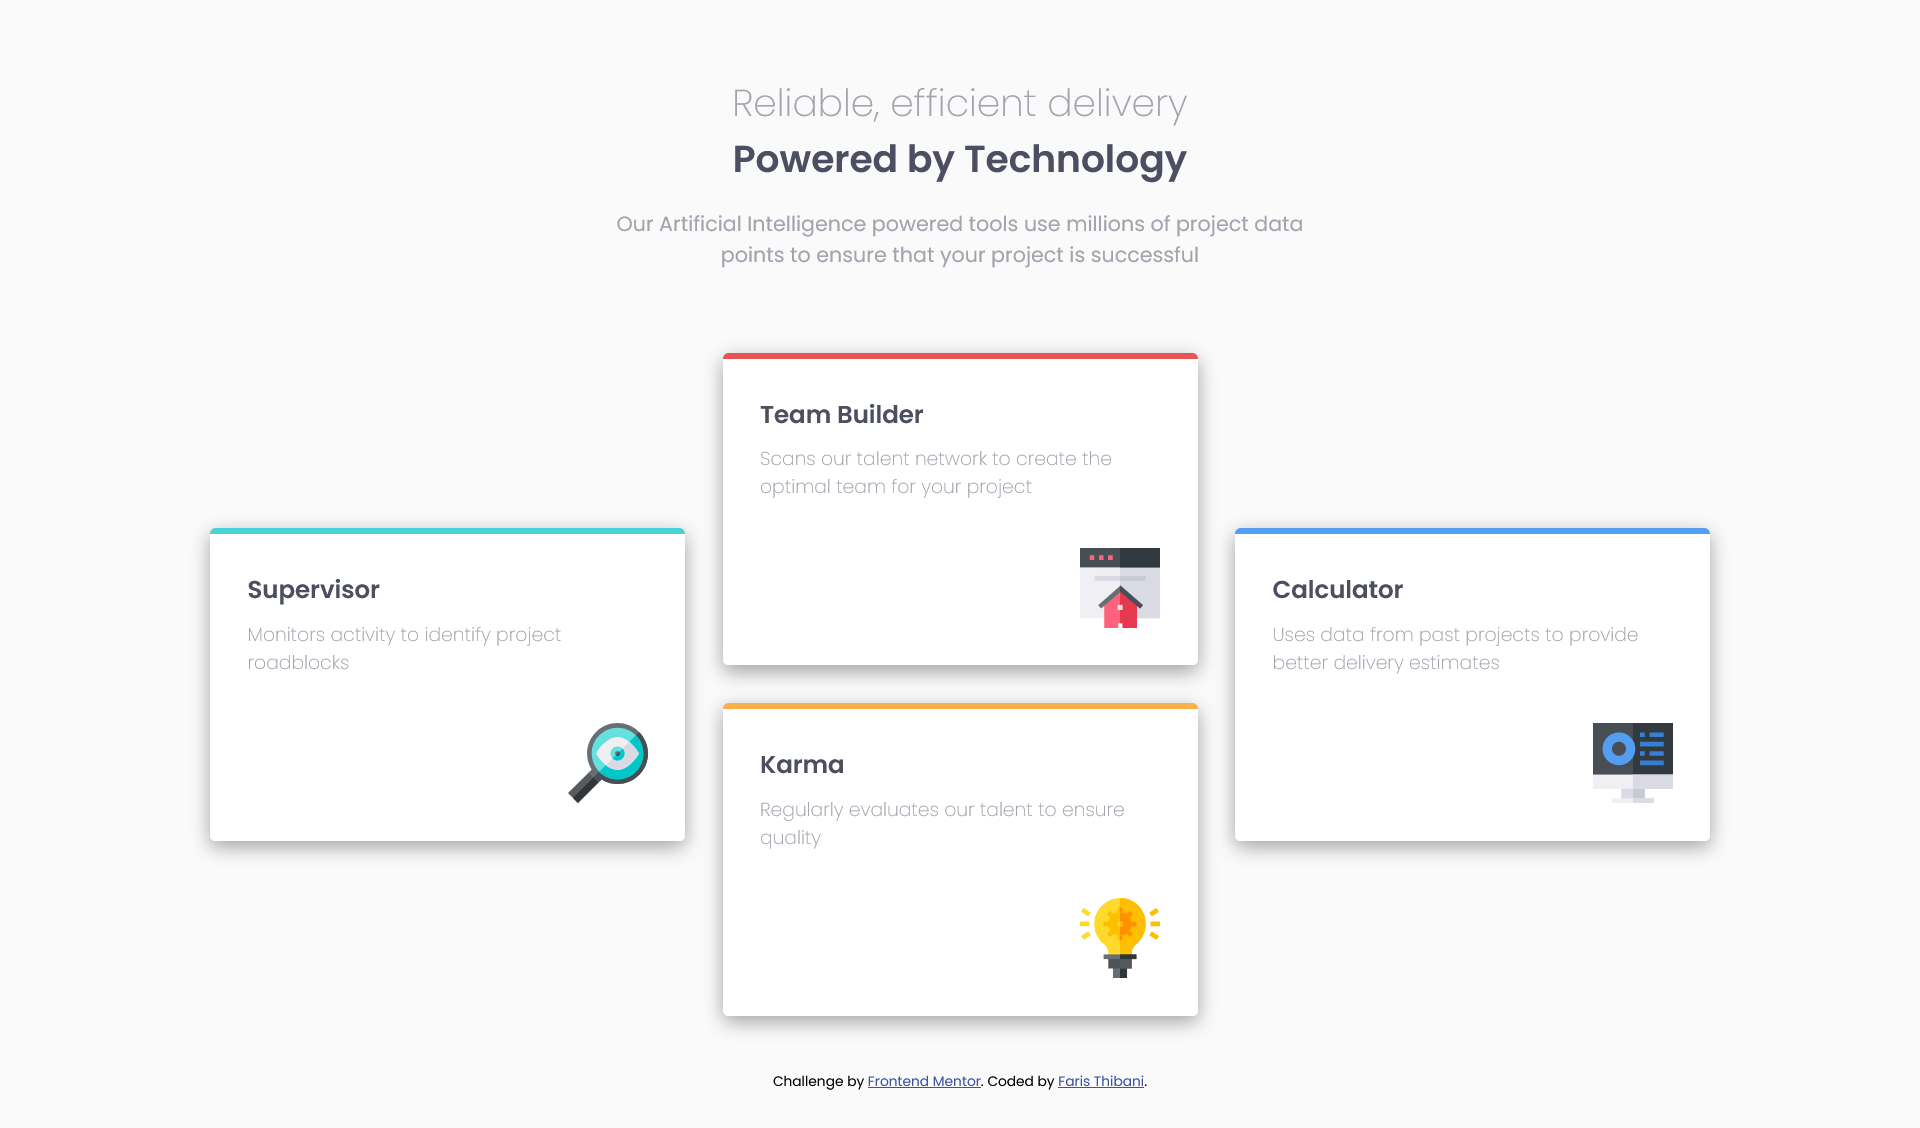 Reliable, efficient delivery
Powered by Technology
Our Artificial Intelligence powered tools use millions of project data
points to ensure that your project is successful
Team Builder
Scans our talent network to create the
optimal team for your project
Supervisor
Monitors activity to identify project
roadblocks
Calculator
Uses data from past projects to provide
better delivery estimates
Karma
Regularly evaluates our talent to ensure
quality
Challenge by Frontend Mentor. Coded by Faris Thibani.